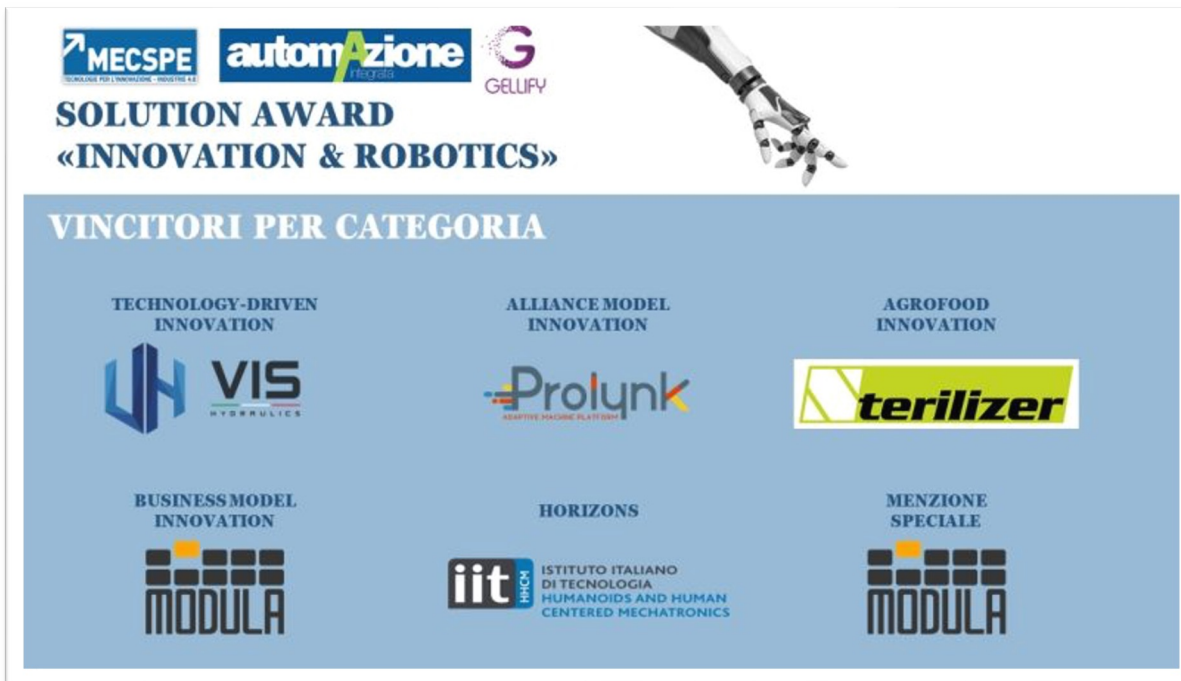 MECSPE
TECNOLOGIE PER L'INNOVAZIONE - INDUSTRIE 4.0
automAzione
integrata
G
GELLIFY
SOLUTION AWARD
«INNOVATION & ROBOTICS»
VINCITORI PER CATEGORIA
TECHNOLOGY-DRIVEN
INNOVATION
VIS
HYDRAULICS
ALLIANCE MODEL
INNOVATION
Prolynk
ADAPTIVE MACHINE PLATFORM
AGROFOOD
INNOVATION
Sterilizer
BUSINESS MODEL
INNOVATION
MODULA
HORIZONS
iit
HHCM
ISTITUTO ITALIANO
DI TECNOLOGIA
HUMANOIDS AND HUMAN
CENTERED MECHATRONICS
MENZIONE
SPECIALE
MODULA